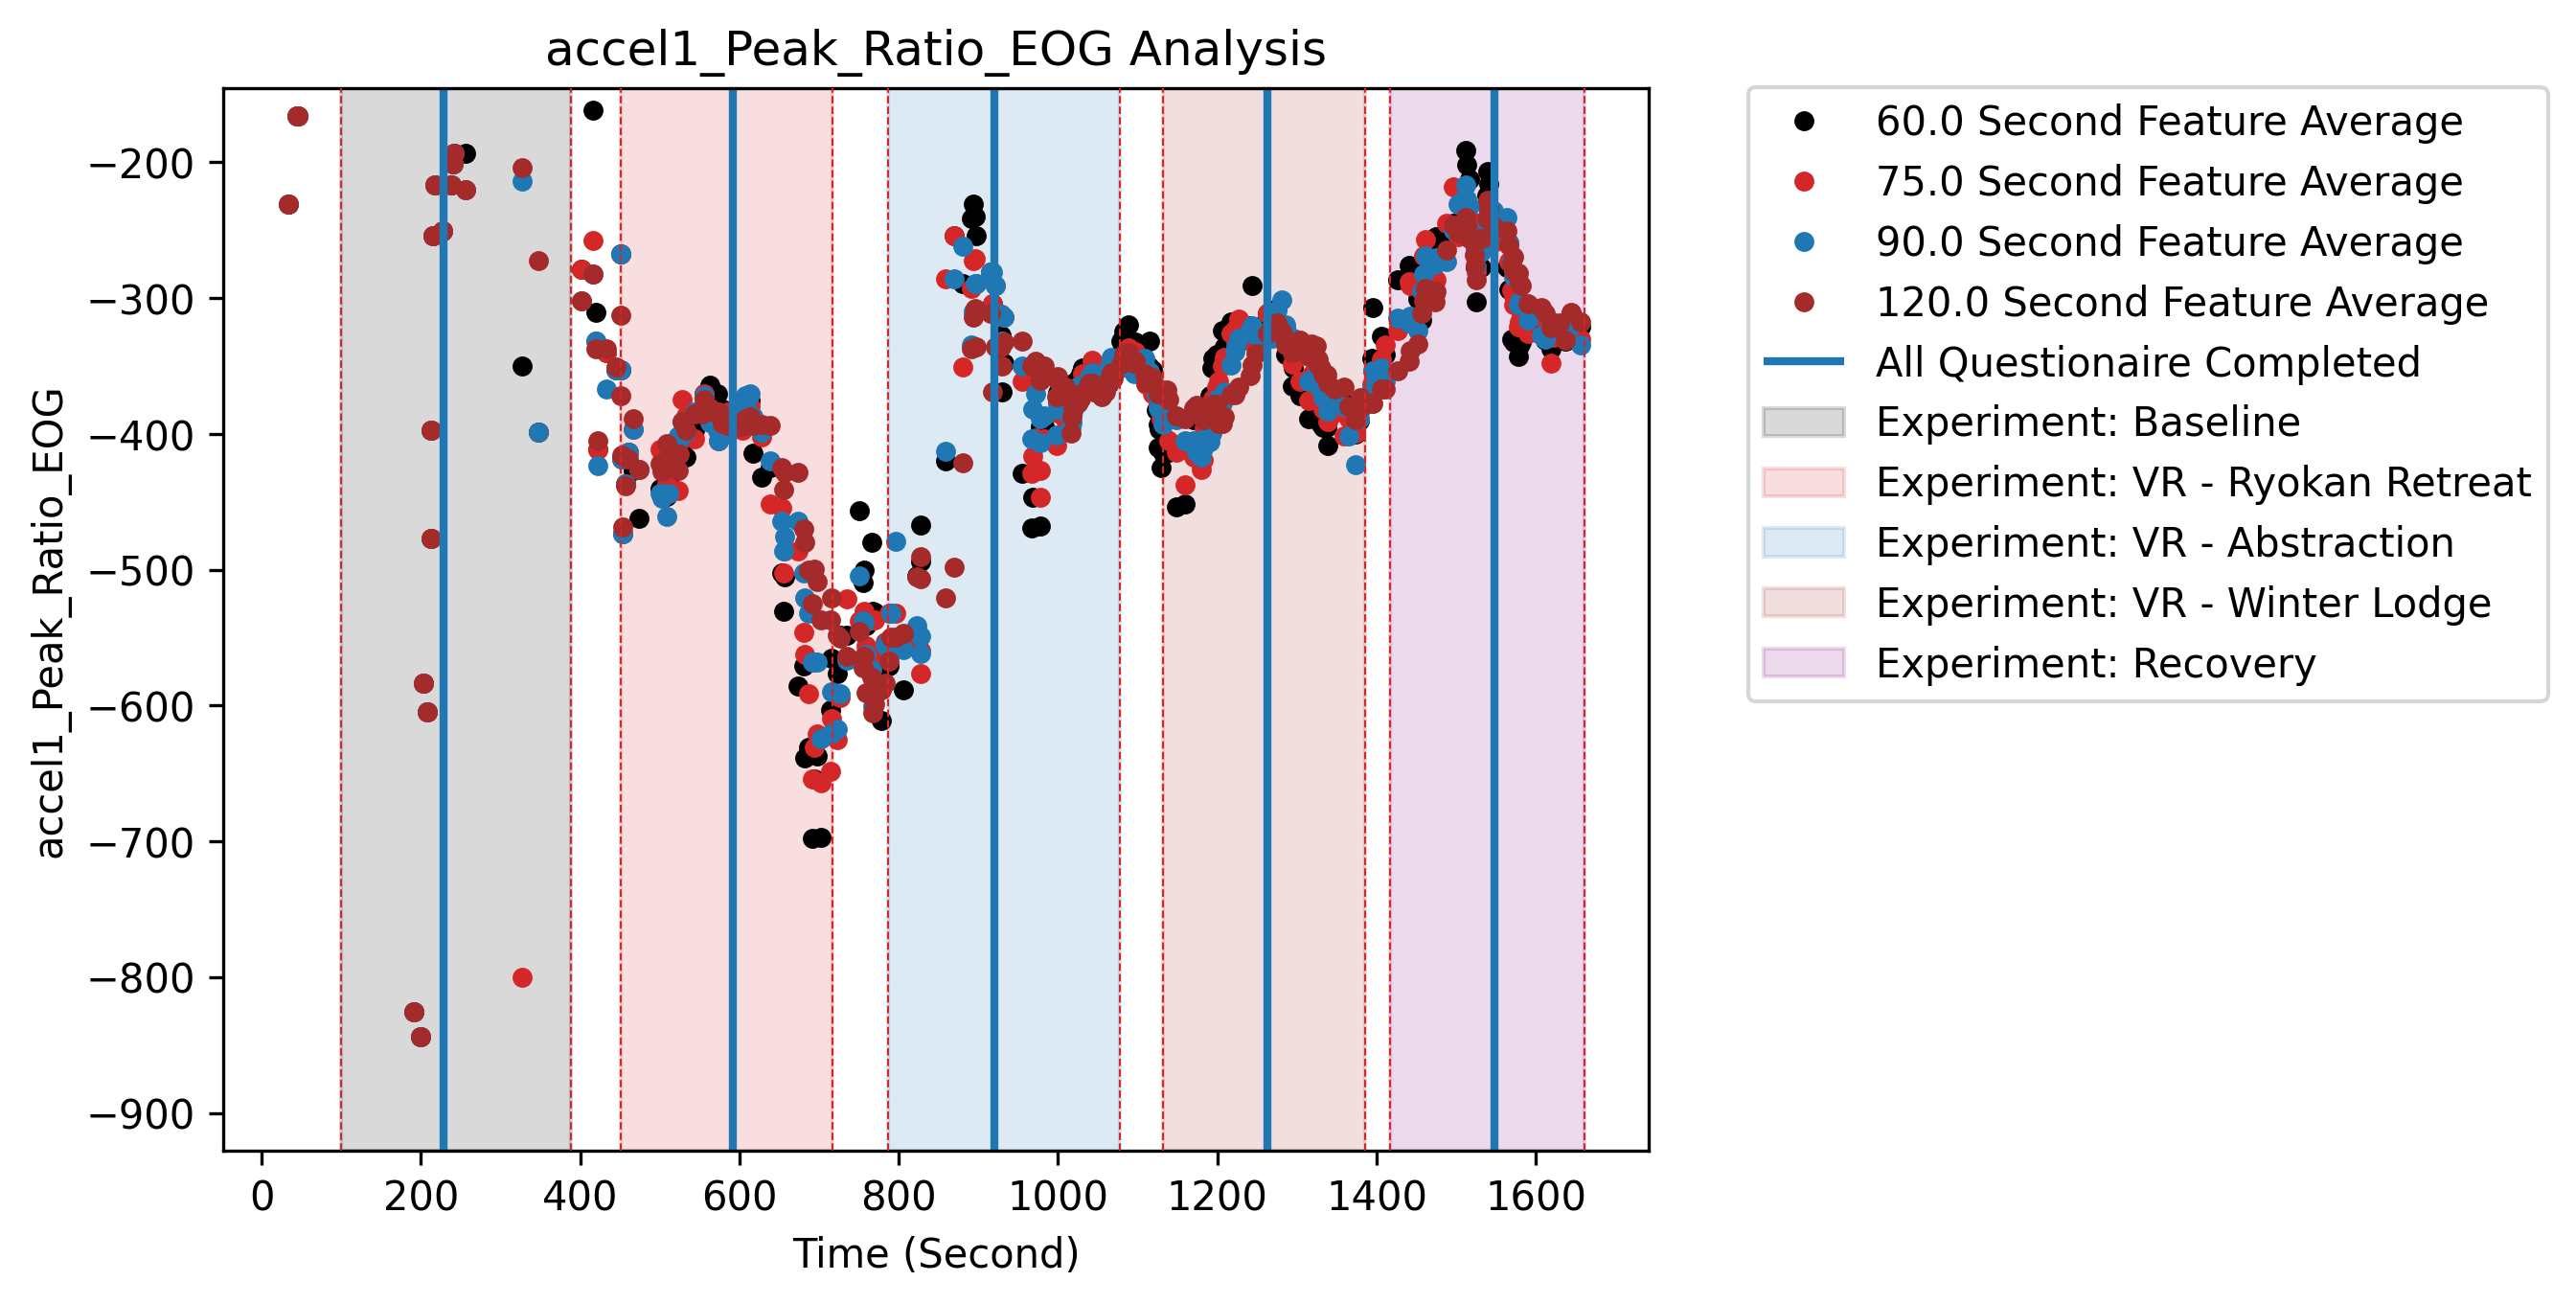 accel1_Peak_Ratio_EOG Analysis
accel1_Peak_Ratio_EOG
−200
−300
−400
−500
−600
−700
−800
−900
0 200 400 600 800 1000 1200 1400 1600
Time (Second)
60.0 Second Feature Average
75.0 Second Feature Average
90.0 Second Feature Average
120.0 Second Feature Average
All Questionaire Completed
Experiment: Baseline
Experiment: VR - Ryokan Retreat
Experiment: VR - Abstraction
Experiment: VR - Winter Lodge
Experiment: Recovery